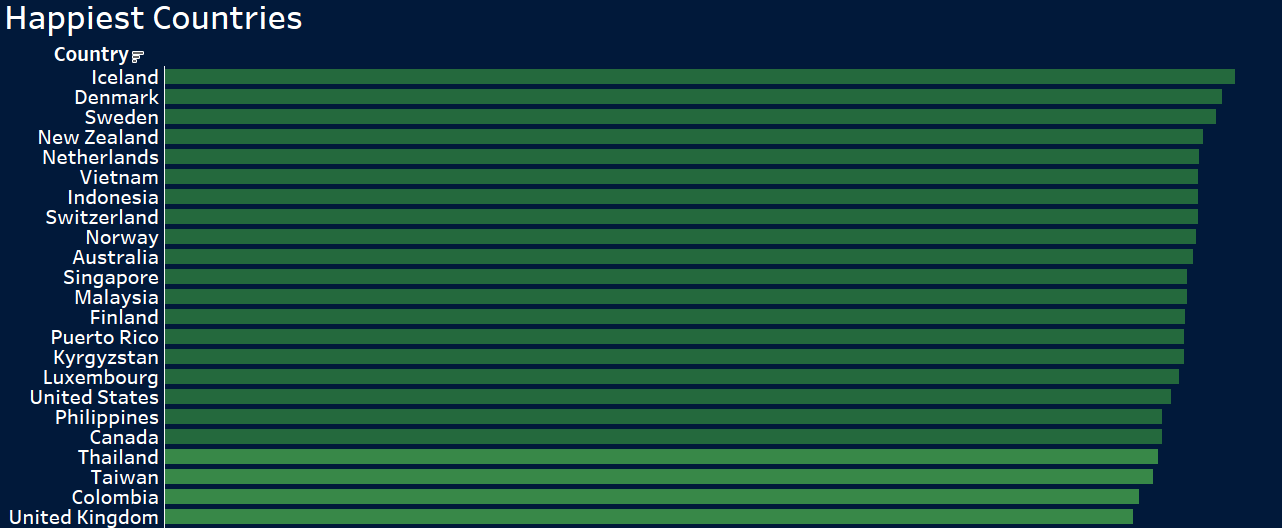 Happiest Countries
Country
Iceland
Denmark
Sweden
New Zealand
Netherlands
Vietnam
Indonesia
Switzerland
Norway
Australia
Singapore
Malaysia
Finland
Puerto Rico
Kyrgyzstan
Luxembourg
United States
Philippines
Canada
Thailand
Taiwan
Colombia
United Kingdom